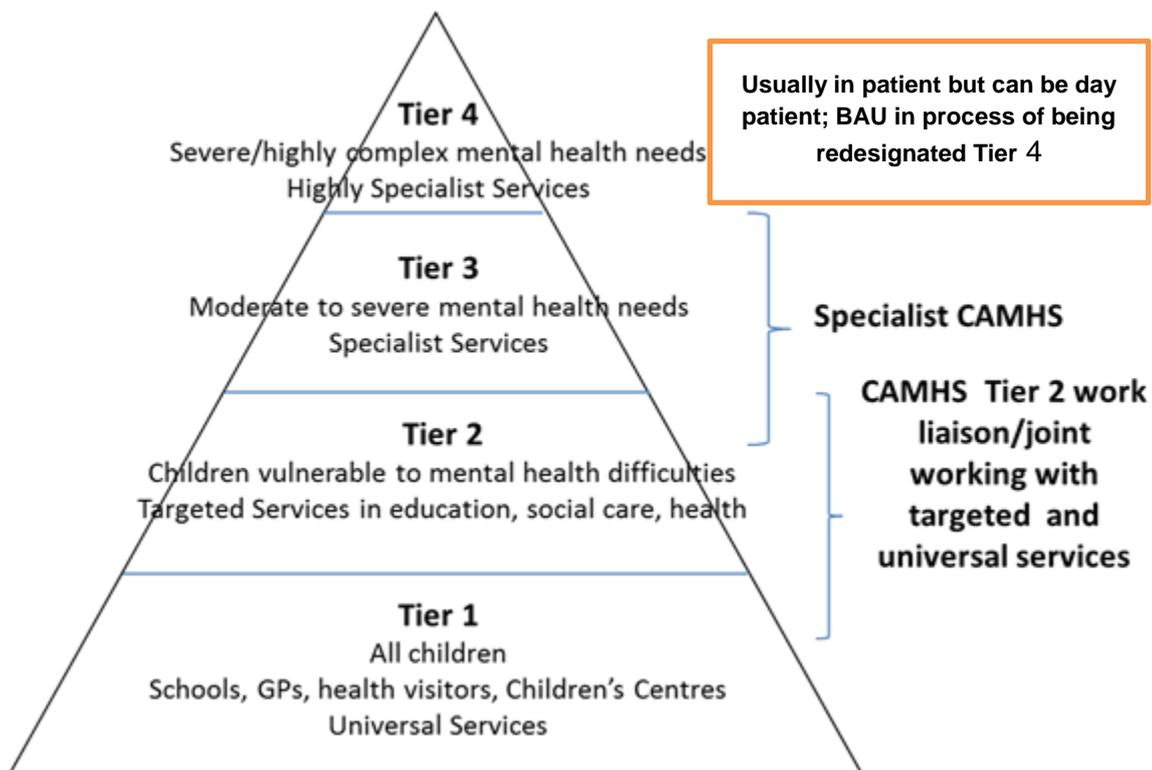 Tier 4
Severe/highly complex mental health needs
Highly Specialist Services
Usually in patient but can be day
patient; BAU in process of being
redesignated Tier 4
Tier 3
Moderate to severe mental health needs
Specialist Services
Specialist CAMHS
Tier 2
Children vulnerable to mental health difficulties
Targeted Services in education, social care, health
CAMHS Tier 2 work
liaison/joint
working with
targeted and
universal services
Tier 1
All children
Schools, GPs, health visitors, Children’s Centres
Universal Services